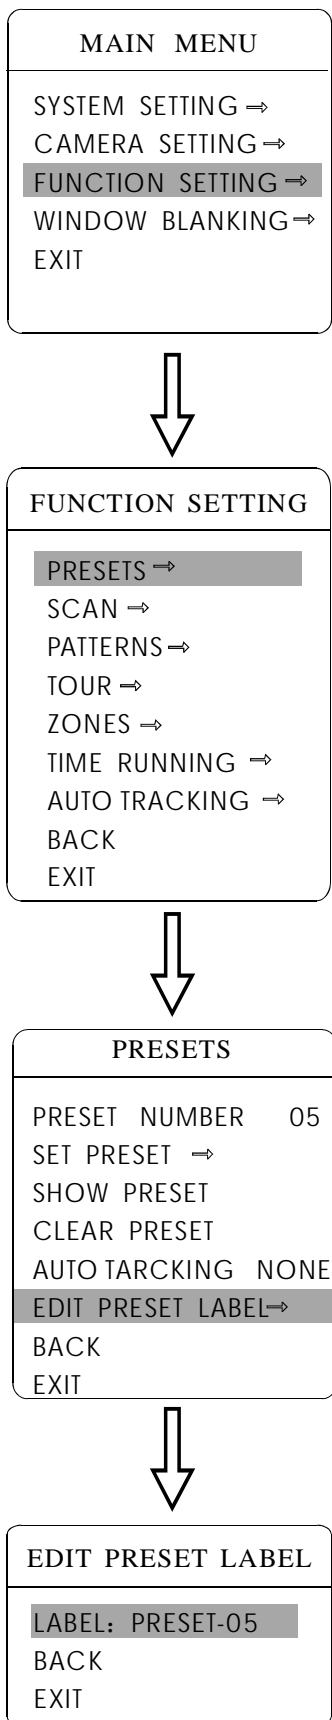 MAIN MENU
SYSTEM SETTING ⇒
CAMERA SETTING ⇒
FUNCTION SETTING ⇒
WINDOW BLANKING ⇒
EXIT
FUNCTION SETTING
PRESETS ⇒
SCAN ⇒
PATTERNS ⇒
TOUR ⇒
ZONES ⇒
TIME RUNNING ⇒
AUTO TRACKING ⇒
BACK
EXIT
PRESETS
PRESET NUMBER 05
SET PRESET ⇒
SHOW PRESET
CLEAR PRESET
AUTO TARCKING NONE
EDIT PRESET LABEL ⇒
BACK
EXIT
EDIT PRESET LABEL
LABEL: PRESET-05
BACK
EXIT